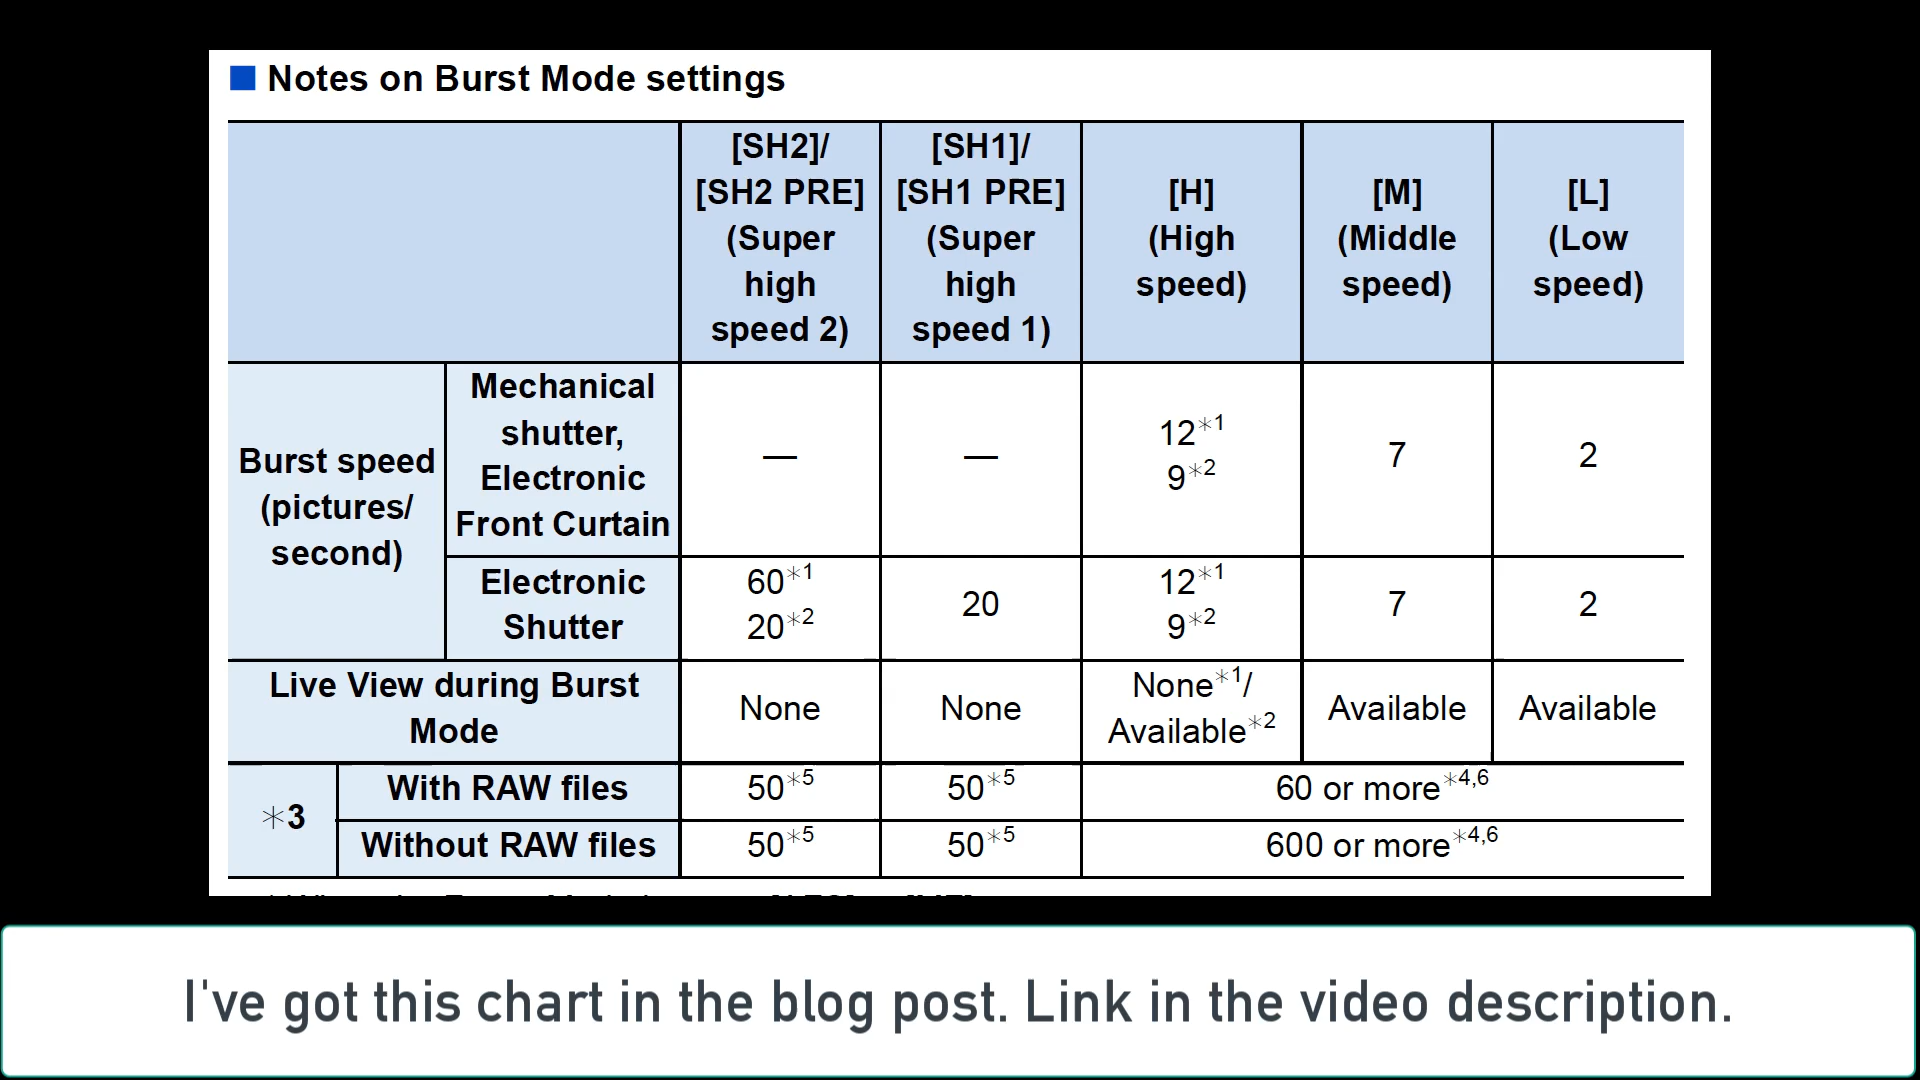 Notes on Burst Mode settings
[SH2]/
[SH2 PRE]
(Super
high
speed 2)
[SH1]/
[SH1 PRE]
(Super
high
speed 1)
[H]
(High
speed)
[M]
(Middle
speed)
[L]
(Low
speed)
Burst speed
(pictures/
second)
Mechanical
shutter,
Electronic
Front Curtain
—
—
12*1
9*2
7
2
Electronic
Shutter
60*1
20*2
20
12*1
9*2
7
2
Live View during Burst
Mode
None
None
None*1/
Available*2
Available
Available
*3
With RAW files
50*5
50*5
60 or more*4,6
Without RAW files
50*5
50*5
600 or more*4,6
I've got this chart in the blog post. Link in the video description.